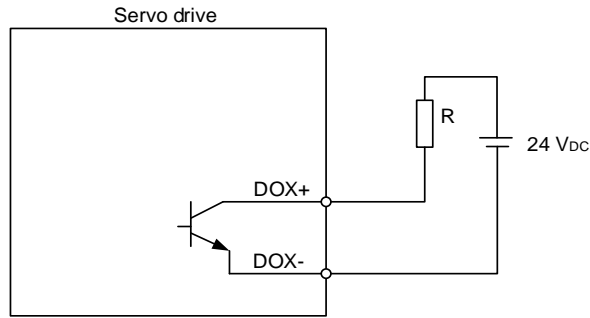 Servo drive
R
24 VDC
DOX+
DOX-